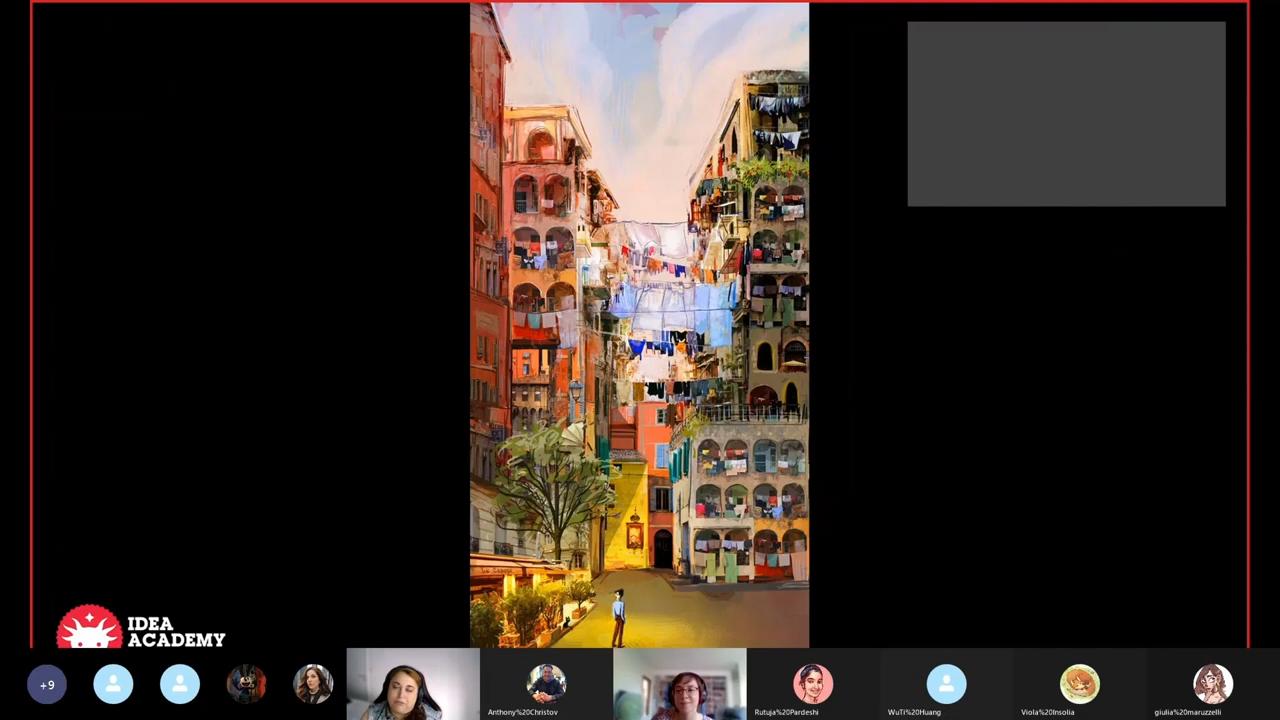 IDEA
ACADEMY
+9
Anthony%20Christov
Rutuja%20Pardeshi
WuTi%20Huang
Viola%20Insolia
giulia%20maruzzelli